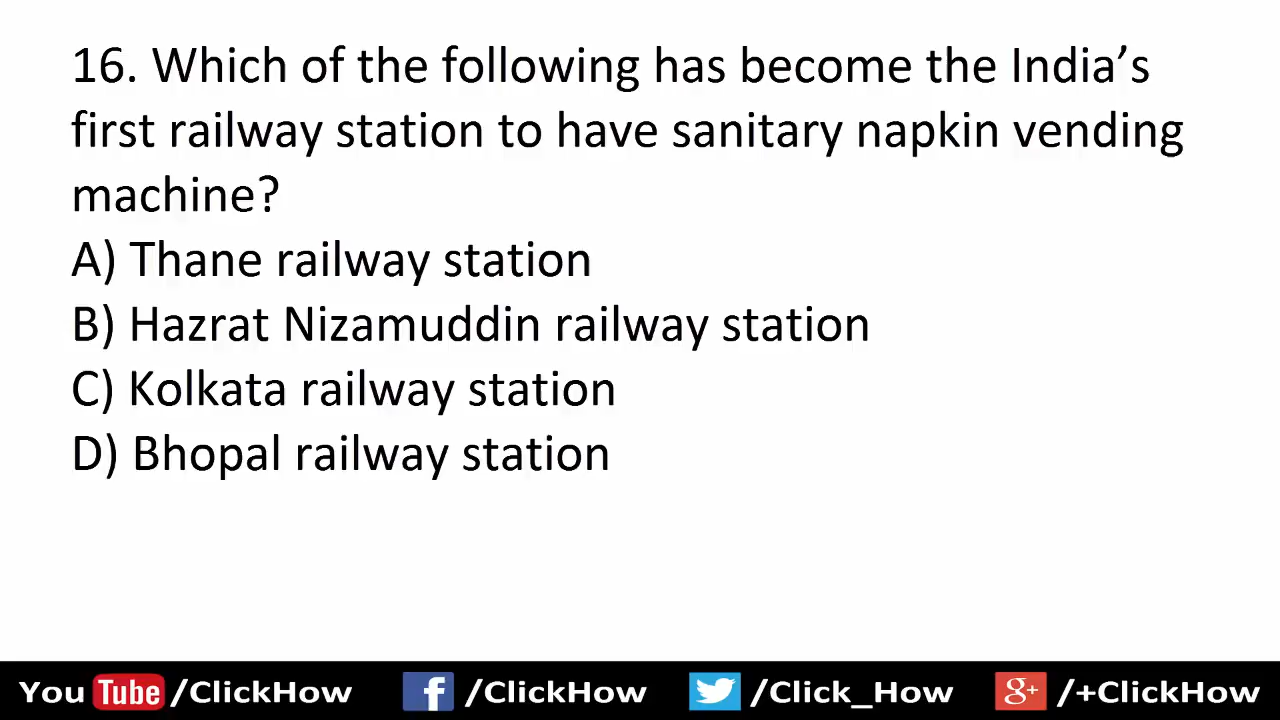 16. Which of the following has become the India’s
first railway station to have sanitary napkin vending
machine?
A) Thane railway station
B) Hazrat Nizamuddin railway station
C) Kolkata railway station
D) Bhopal railway station
You Tube /ClickHow f /ClickHow /Click_How g+ /+ClickHow